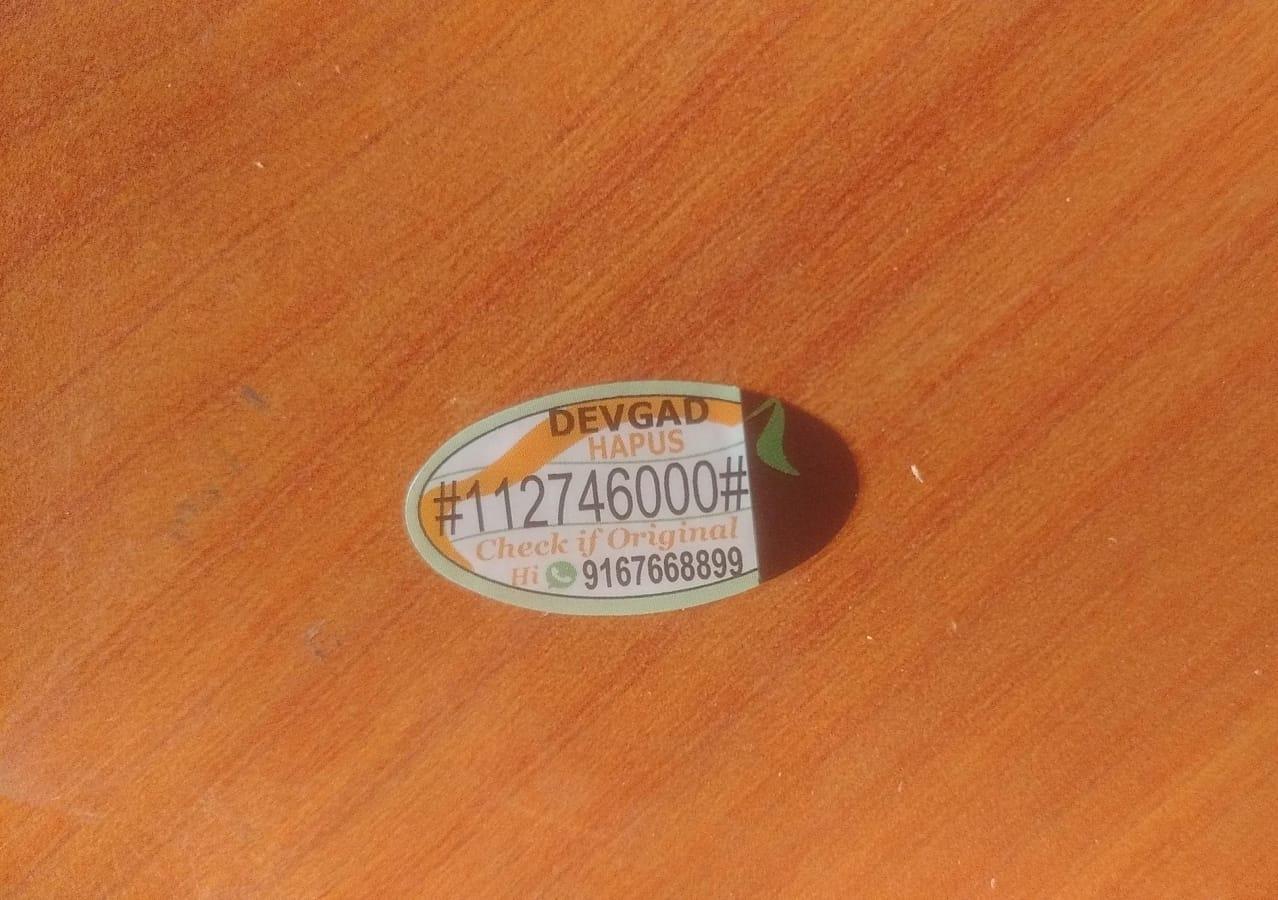 DEVGAD
HAPUS
#112746000#
Check if Original
Hi 9167668899